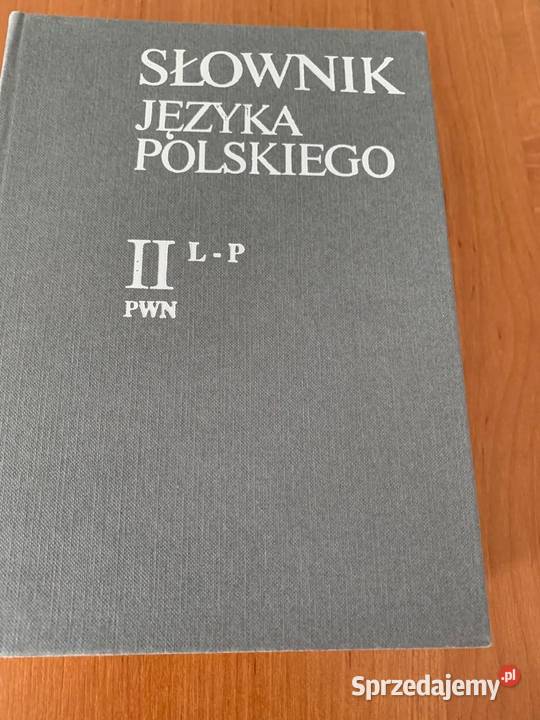 SŁOWNIK
JĘZYKA
POLSKIEGO
II L-P
PWN
Sprzedajemy.pl